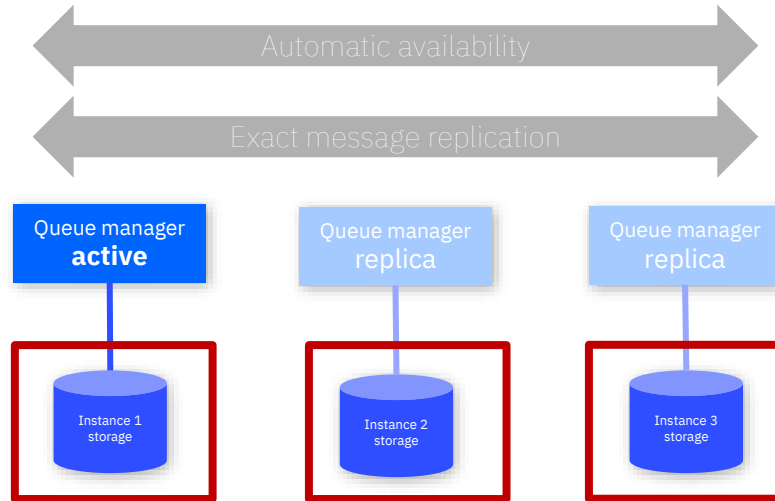 Automatic availability
Exact message replication
Queue manager
active
Queue manager
replica
Queue manager
replica
Instance 1
storage
Instance 2
storage
Instance 3
storage